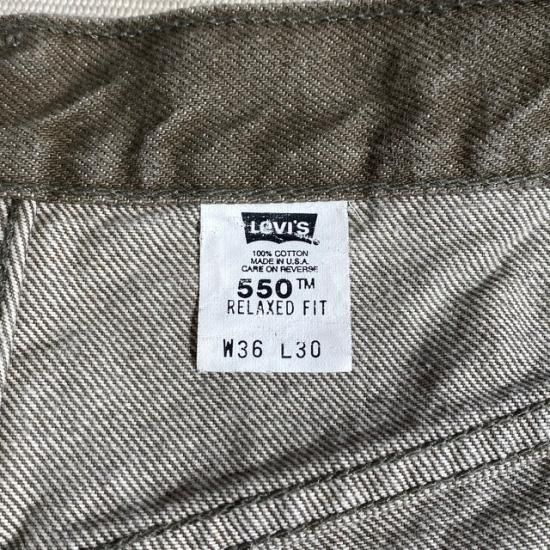 LEVI'S
100% COTTON
MADE IN U.S.A.
CARE ON REVERSE
550™
RELAXED FIT
W36 L30